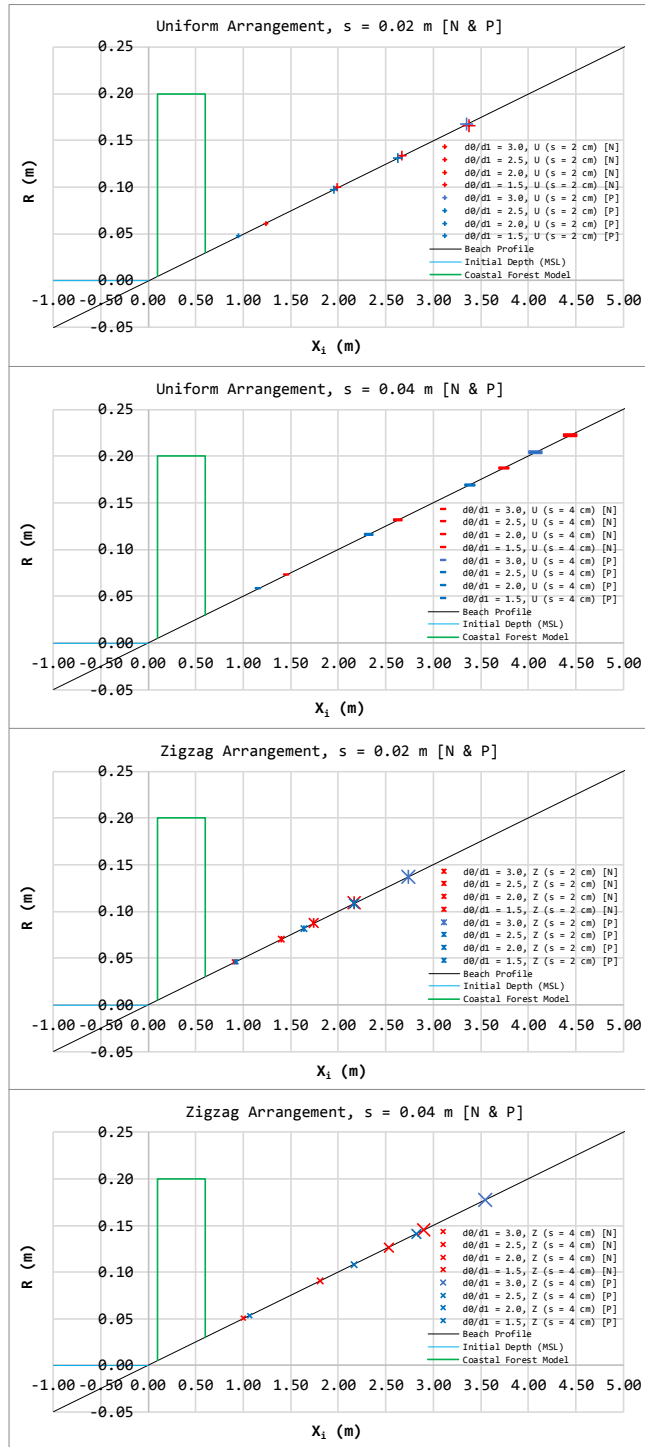 Uniform Arrangement, s = 0.02 m [N & P]
0.25
0.20
0.15
0.10
0.05
0.00
-0.05
R (m)
-1.00 -0.50 0.00 0.50 1.00 1.50 2.00 2.50 3.00 3.50 4.00 4.50 5.00
Xi (m)
d0/d1 = 3.0, U (s = 2 cm) [N]
d0/d1 = 2.5, U (s = 2 cm) [N]
d0/d1 = 2.0, U (s = 2 cm) [N]
d0/d1 = 1.5, U (s = 2 cm) [N]
d0/d1 = 3.0, U (s = 2 cm) [P]
d0/d1 = 2.5, U (s = 2 cm) [P]
d0/d1 = 2.0, U (s = 2 cm) [P]
d0/d1 = 1.5, U (s = 2 cm) [P]
Beach Profile
Initial Depth (MSL)
Coastal Forest Model
Uniform Arrangement, s = 0.04 m [N & P]
0.25
0.20
0.15
0.10
0.05
0.00
-0.05
R (m)
-1.00 -0.50 0.00 0.50 1.00 1.50 2.00 2.50 3.00 3.50 4.00 4.50 5.00
Xi (m)
d0/d1 = 3.0, U (s = 4 cm) [N]
d0/d1 = 2.5, U (s = 4 cm) [N]
d0/d1 = 2.0, U (s = 4 cm) [N]
d0/d1 = 1.5, U (s = 4 cm) [N]
d0/d1 = 3.0, U (s = 4 cm) [P]
d0/d1 = 2.5, U (s = 4 cm) [P]
d0/d1 = 2.0, U (s = 4 cm) [P]
d0/d1 = 1.5, U (s = 4 cm) [P]
Beach Profile
Initial Depth (MSL)
Coastal Forest Model
Zigzag Arrangement, s = 0.02 m [N & P]
0.25
0.20
0.15
0.10
0.05
0.00
-0.05
R (m)
-1.00 -0.50 0.00 0.50 1.00 1.50 2.00 2.50 3.00 3.50 4.00 4.50 5.00
Xi (m)
d0/d1 = 3.0, Z (s = 2 cm) [N]
d0/d1 = 2.5, Z (s = 2 cm) [N]
d0/d1 = 2.0, Z (s = 2 cm) [N]
d0/d1 = 1.5, Z (s = 2 cm) [N]
d0/d1 = 3.0, Z (s = 2 cm) [P]
d0/d1 = 2.5, Z (s = 2 cm) [P]
d0/d1 = 2.0, Z (s = 2 cm) [P]
d0/d1 = 1.5, Z (s = 2 cm) [P]
Beach Profile
Initial Depth (MSL)
Coastal Forest Model
Zigzag Arrangement, s = 0.04 m [N & P]
0.25
0.20
0.15
0.10
0.05
0.00
-0.05
R (m)
-1.00 -0.50 0.00 0.50 1.00 1.50 2.00 2.50 3.00 3.50 4.00 4.50 5.00
Xi (m)
d0/d1 = 3.0, Z (s = 4 cm) [N]
d0/d1 = 2.5, Z (s = 4 cm) [N]
d0/d1 = 2.0, Z (s = 4 cm) [N]
d0/d1 = 1.5, Z (s = 4 cm) [N]
d0/d1 = 3.0, Z (s = 4 cm) [P]
d0/d1 = 2.5, Z (s = 4 cm) [P]
d0/d1 = 2.0, Z (s = 4 cm) [P]
d0/d1 = 1.5, Z (s = 4 cm) [P]
Beach Profile
Initial Depth (MSL)
Coastal Forest Model